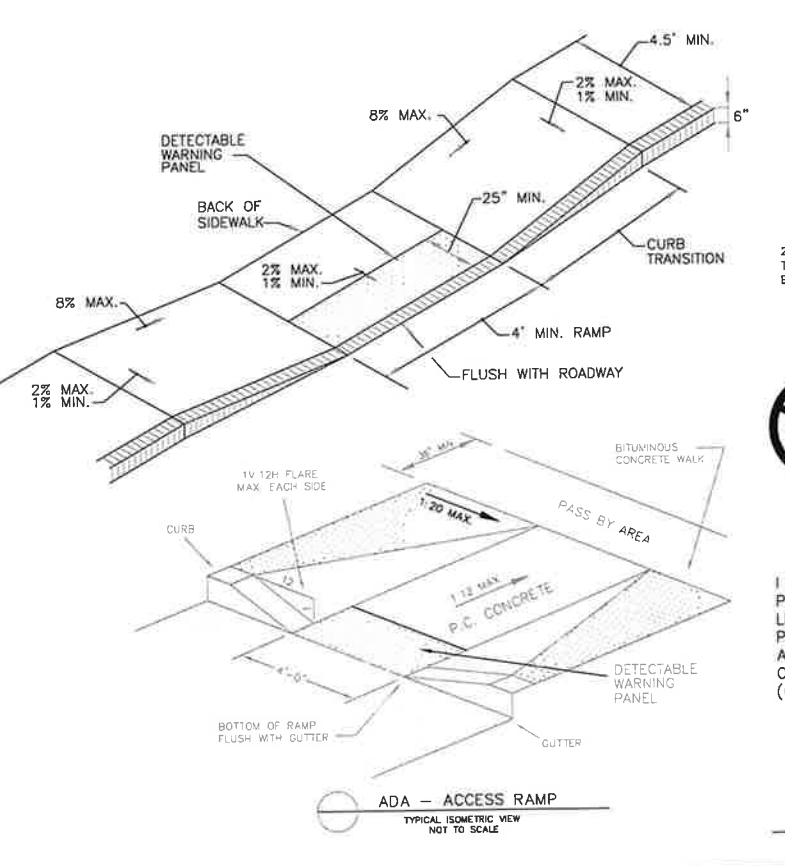 4.5' MIN.
2% MAX.
1% MIN.
6"
8% MAX.
DETECTABLE
WARNING
PANEL
BACK OF
SIDEWALK
25" MIN.
CURB
TRANSITION
2% MAX.
1% MIN.
8% MAX.
4' MIN. RAMP
FLUSH WITH ROADWAY
2% MAX.
1% MIN.
BITUMINOUS
CONCRETE WALK
1V 12H FLARE
MAX. EACH SIDE
1:20 MAX.
PASS BY AREA
CURB
12
1
1:12 MAX.
P.C. CONCRETE
4'-0"
DETECTABLE
WARNING
PANEL
BOTTOM OF RAMP
FLUSH WITH GUTTER
GUTTER
ADA - ACCESS RAMP
TYPICAL ISOMETRIC VIEW
NOT TO SCALE